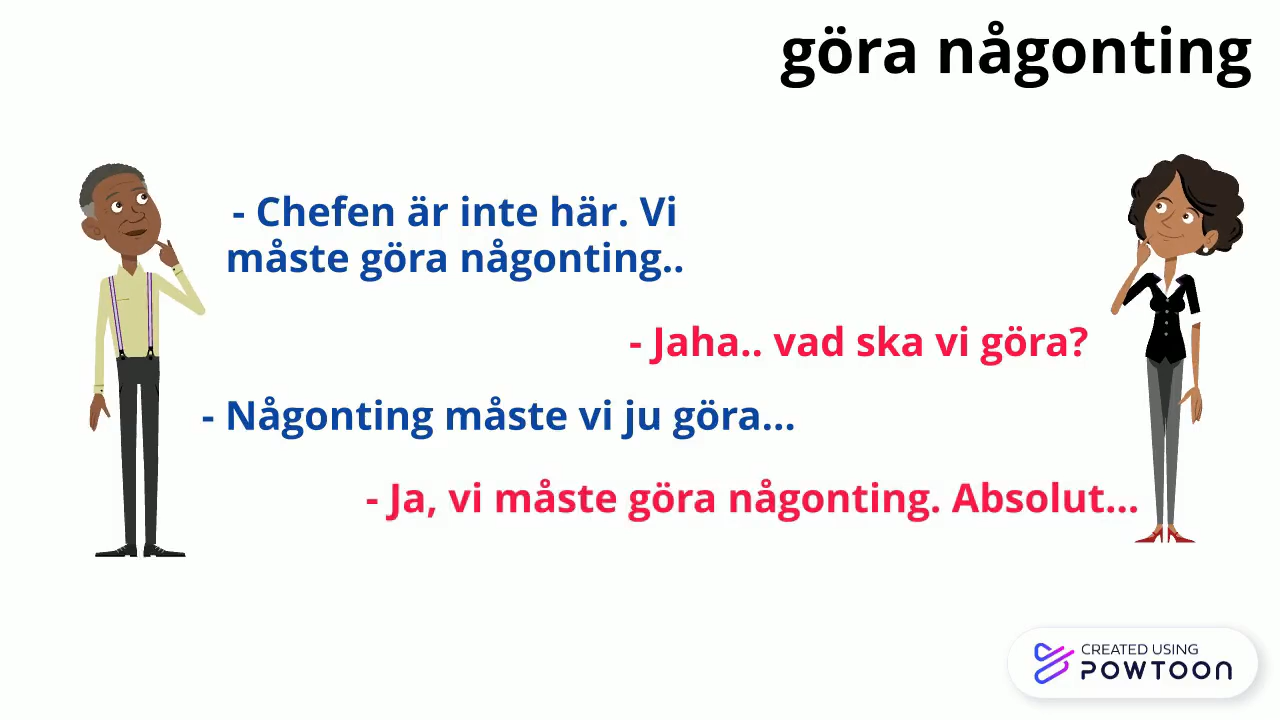 göra någonting
- Chefen är inte här. Vi
måste göra någonting..
- Jaha.. vad ska vi göra?
- Någonting måste vi ju göra...
- Ja, vi måste göra någonting. Absolut...
CREATED USING
POWTOON